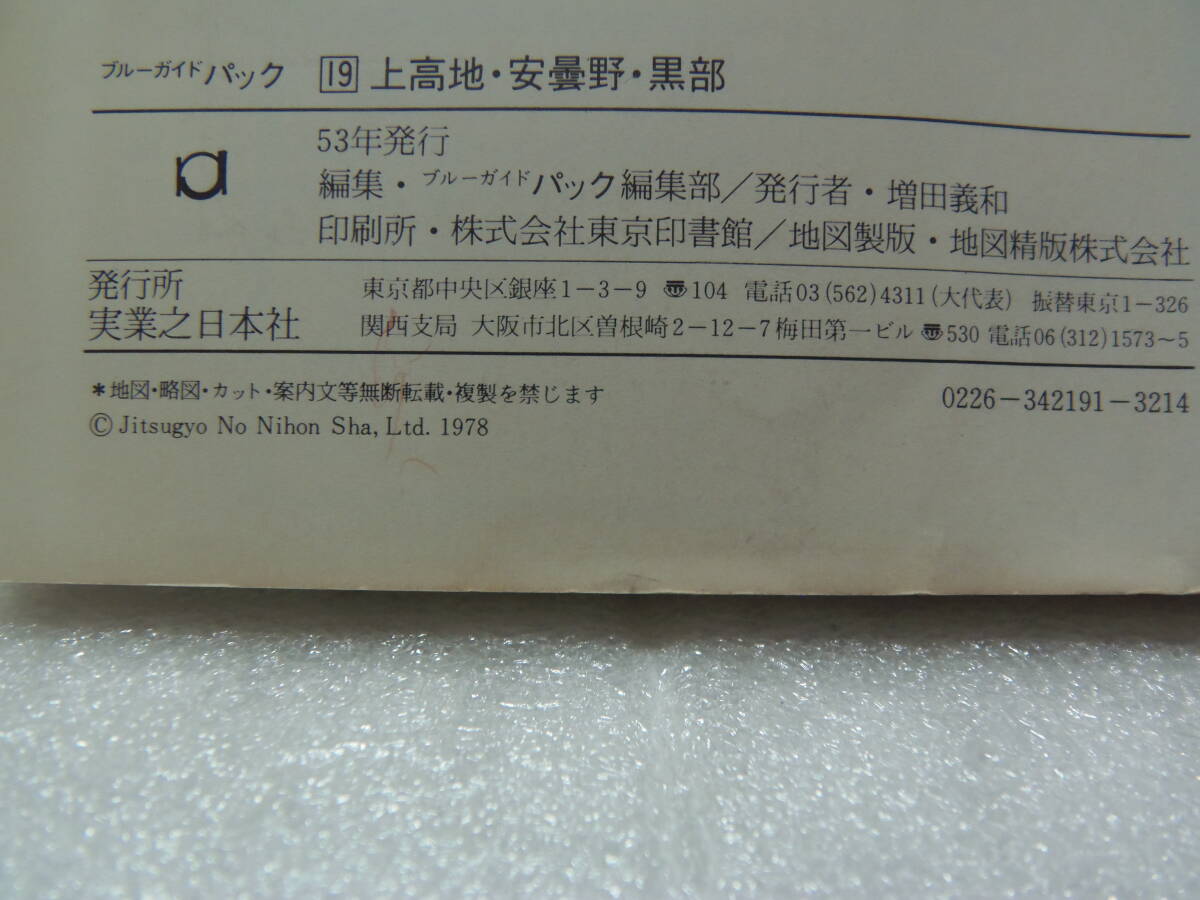 ブルーガイドパック 19 上高地・安曇野・黒部
53年発行
編集・ブルーガイドパック編集部／発行者・増田義和
印刷所・株式会社東京印書館／地図製版・地図精版株式会社
発行所 東京都中央区銀座1－3－9 104 電話03(562)4311(大代表) 振替東京1－326
実業之日本社 関西支局 大阪市北区曽根崎2－12－7梅田第一ビル 530 電話06(312)1573～5
＊地図・略図・カット・案内文等無断転載・複製を禁じます
0226－342191－3214
© Jitsugyo No Nihon Sha, Ltd. 1978